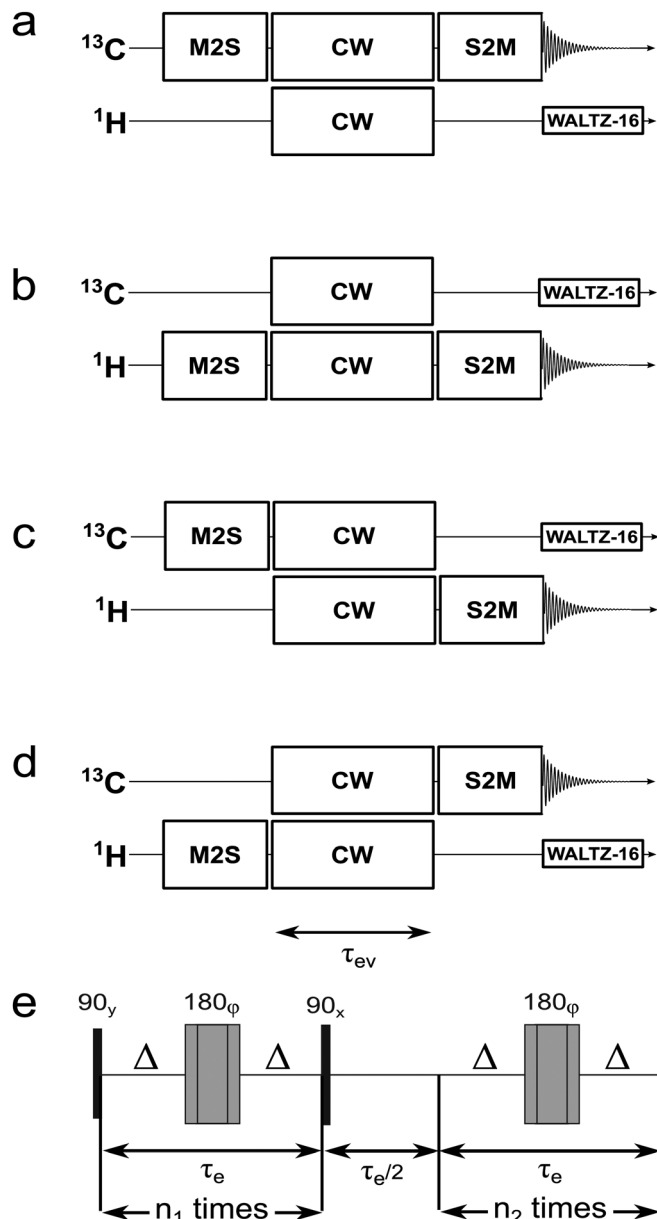 a
¹³C M2S CW S2M
¹H CW WALTZ-16
b
¹³C CW WALTZ-16
¹H M2S CW S2M
c
¹³C M2S CW WALTZ-16
¹H CW S2M
d
¹³C CW S2M
¹H M2S CW WALTZ-16
τev
e
90y 180φ 90x 180φ
Δ Δ Δ Δ
τe τe/2 τe
n₁ times n₂ times